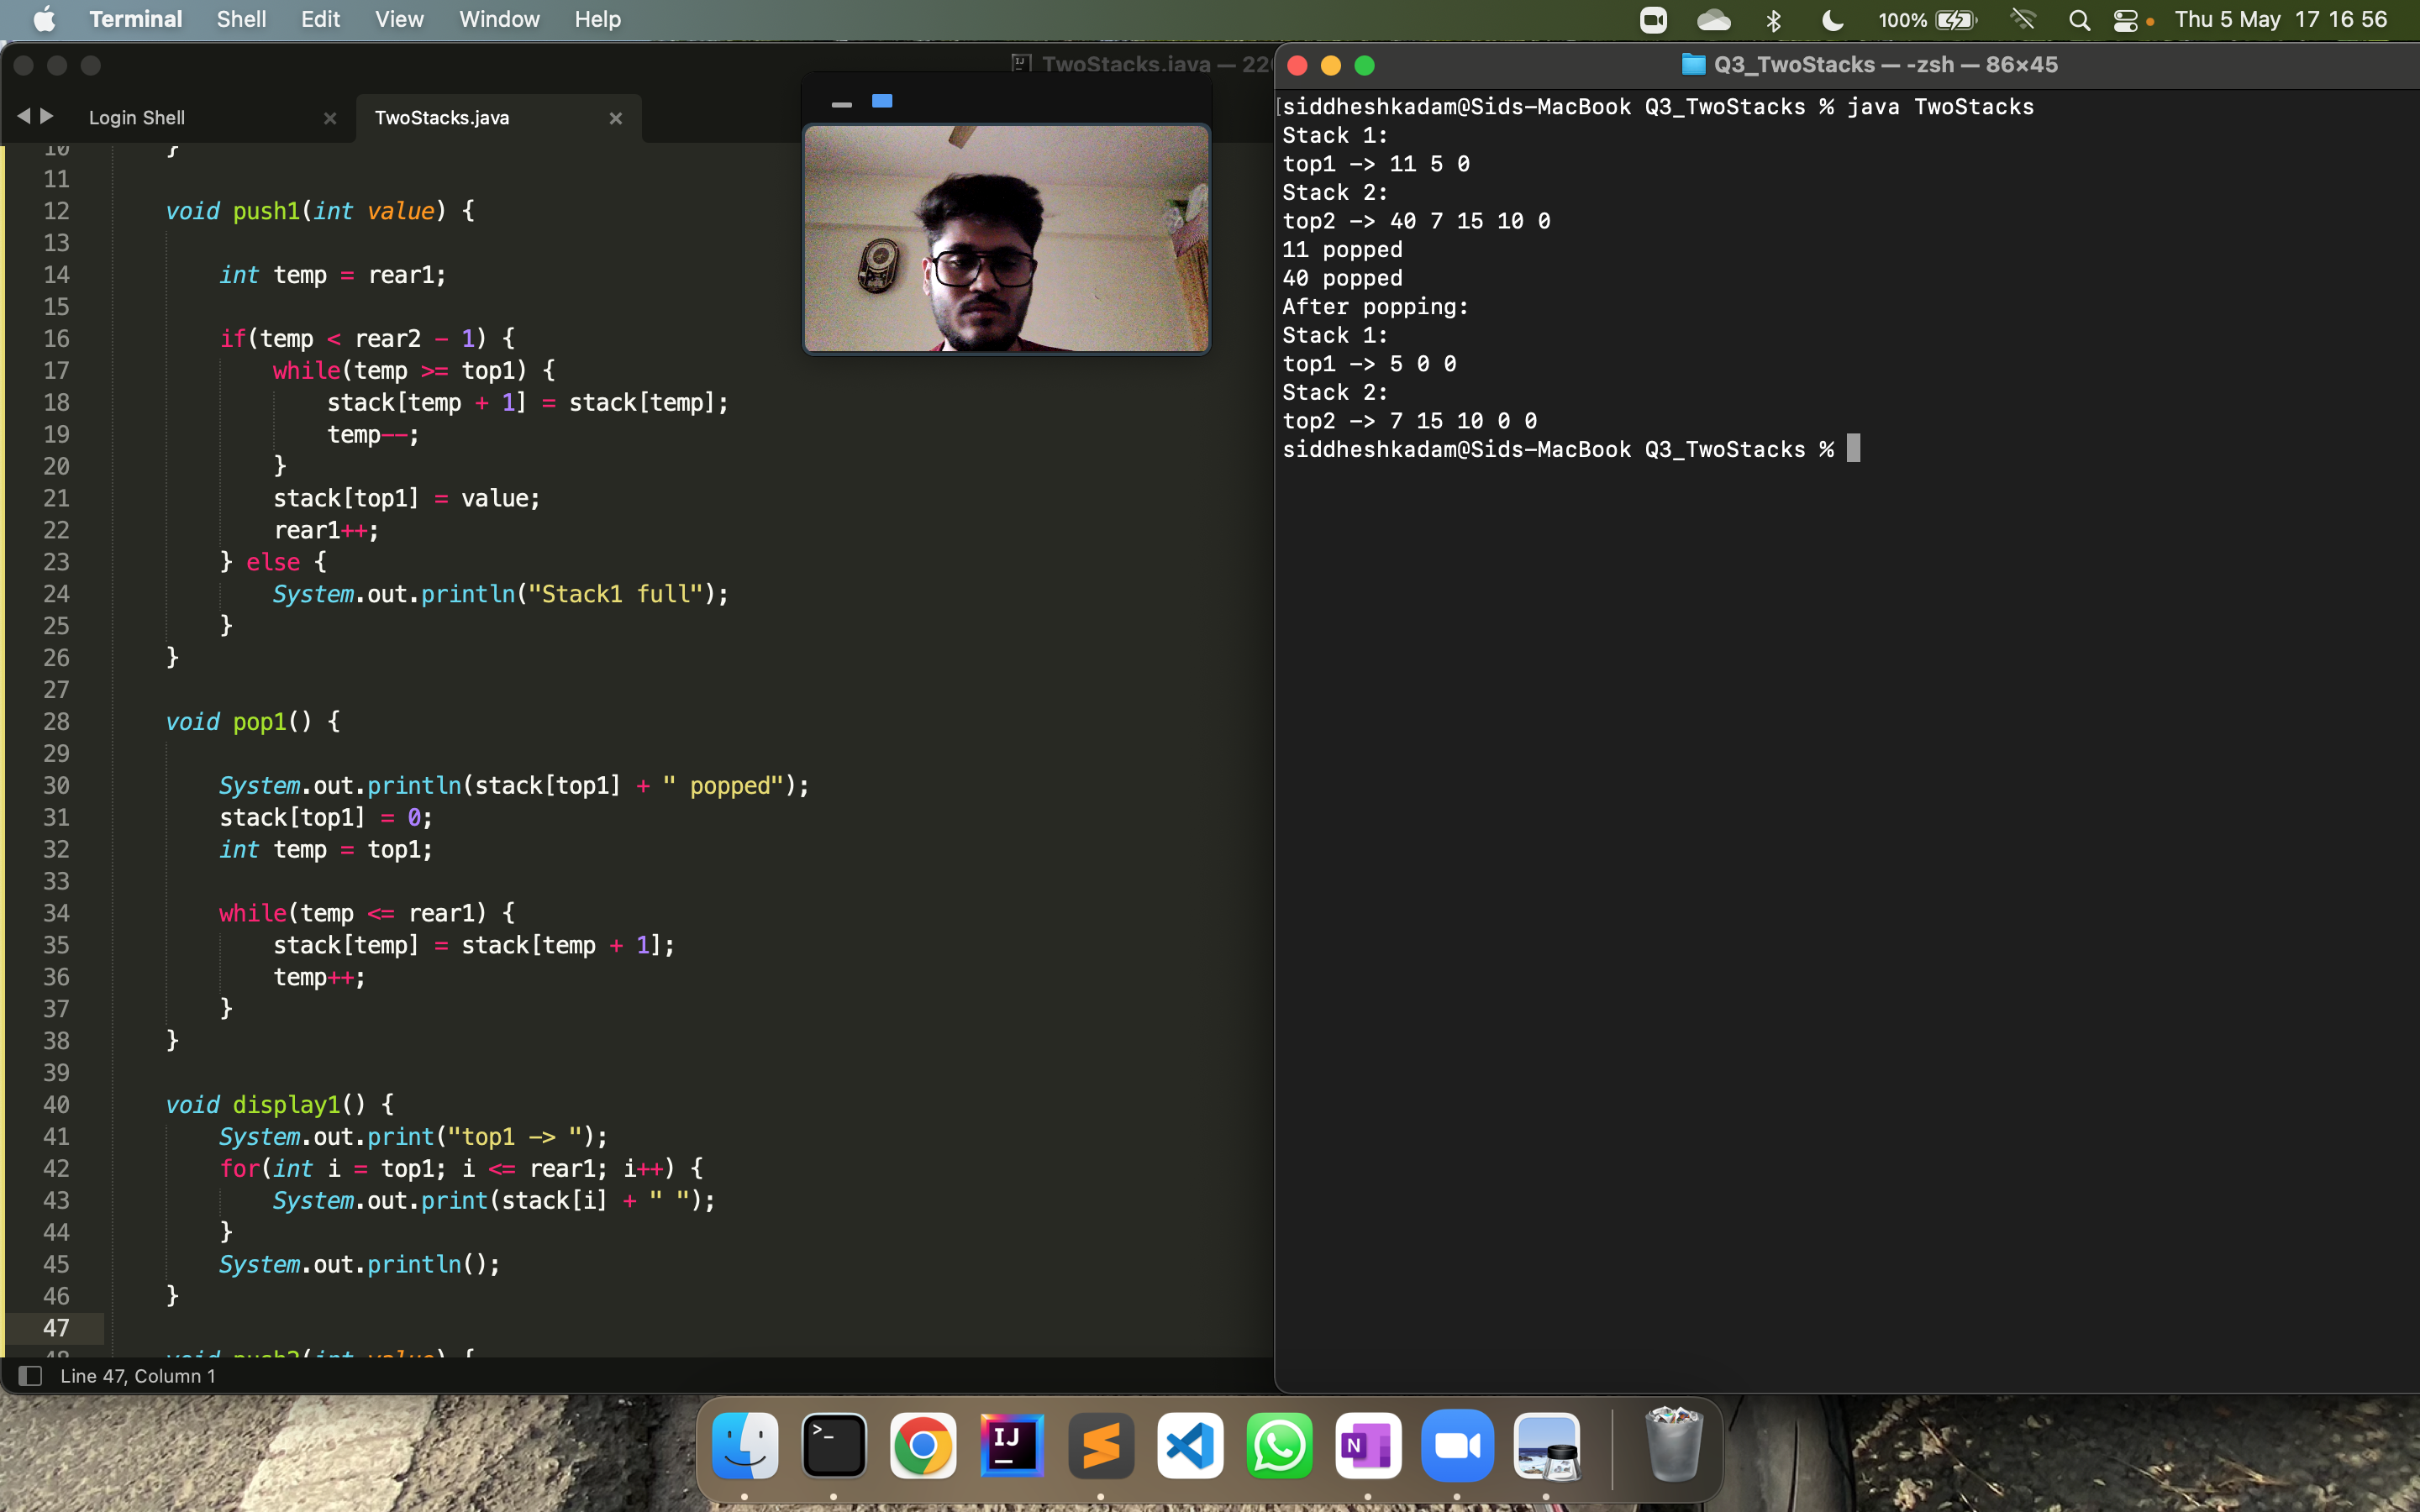 Terminal Shell Edit View Window Help 100% Thu 5 May 17 16 56
TwoStacks.java — 220
Login Shell × TwoStacks.java ×
10 }
11
12 void push1(int value) {
13
14 int temp = rear1;
15
16 if(temp < rear2 - 1) {
17 while(temp >= top1) {
18 stack[temp + 1] = stack[temp];
19 temp--;
20 }
21 stack[top1] = value;
22 rear1++;
23 } else {
24 System.out.println("Stack1 full");
25 }
26 }
27
28 void pop1() {
29
30 System.out.println(stack[top1] + " popped");
31 stack[top1] = 0;
32 int temp = top1;
33
34 while(temp <= rear1) {
35 stack[temp] = stack[temp + 1];
36 temp++;
37 }
38 }
39
40 void display1() {
41 System.out.print("top1 -> ");
42 for(int i = top1; i <= rear1; i++) {
43 System.out.print(stack[i] + " ");
44 }
45 System.out.println();
46 }
47
48 void push2(int value) {
Line 47, Column 1
Q3_TwoStacks — -zsh — 86×45
[siddheshkadam@Sids-MacBook Q3_TwoStacks % java TwoStacks
Stack 1:
top1 -> 11 5 0
Stack 2:
top2 -> 40 7 15 10 0
11 popped
40 popped
After popping:
Stack 1:
top1 -> 5 0 0
Stack 2:
top2 -> 7 15 10 0 0
siddheshkadam@Sids-MacBook Q3_TwoStacks %
>_
IJ
N